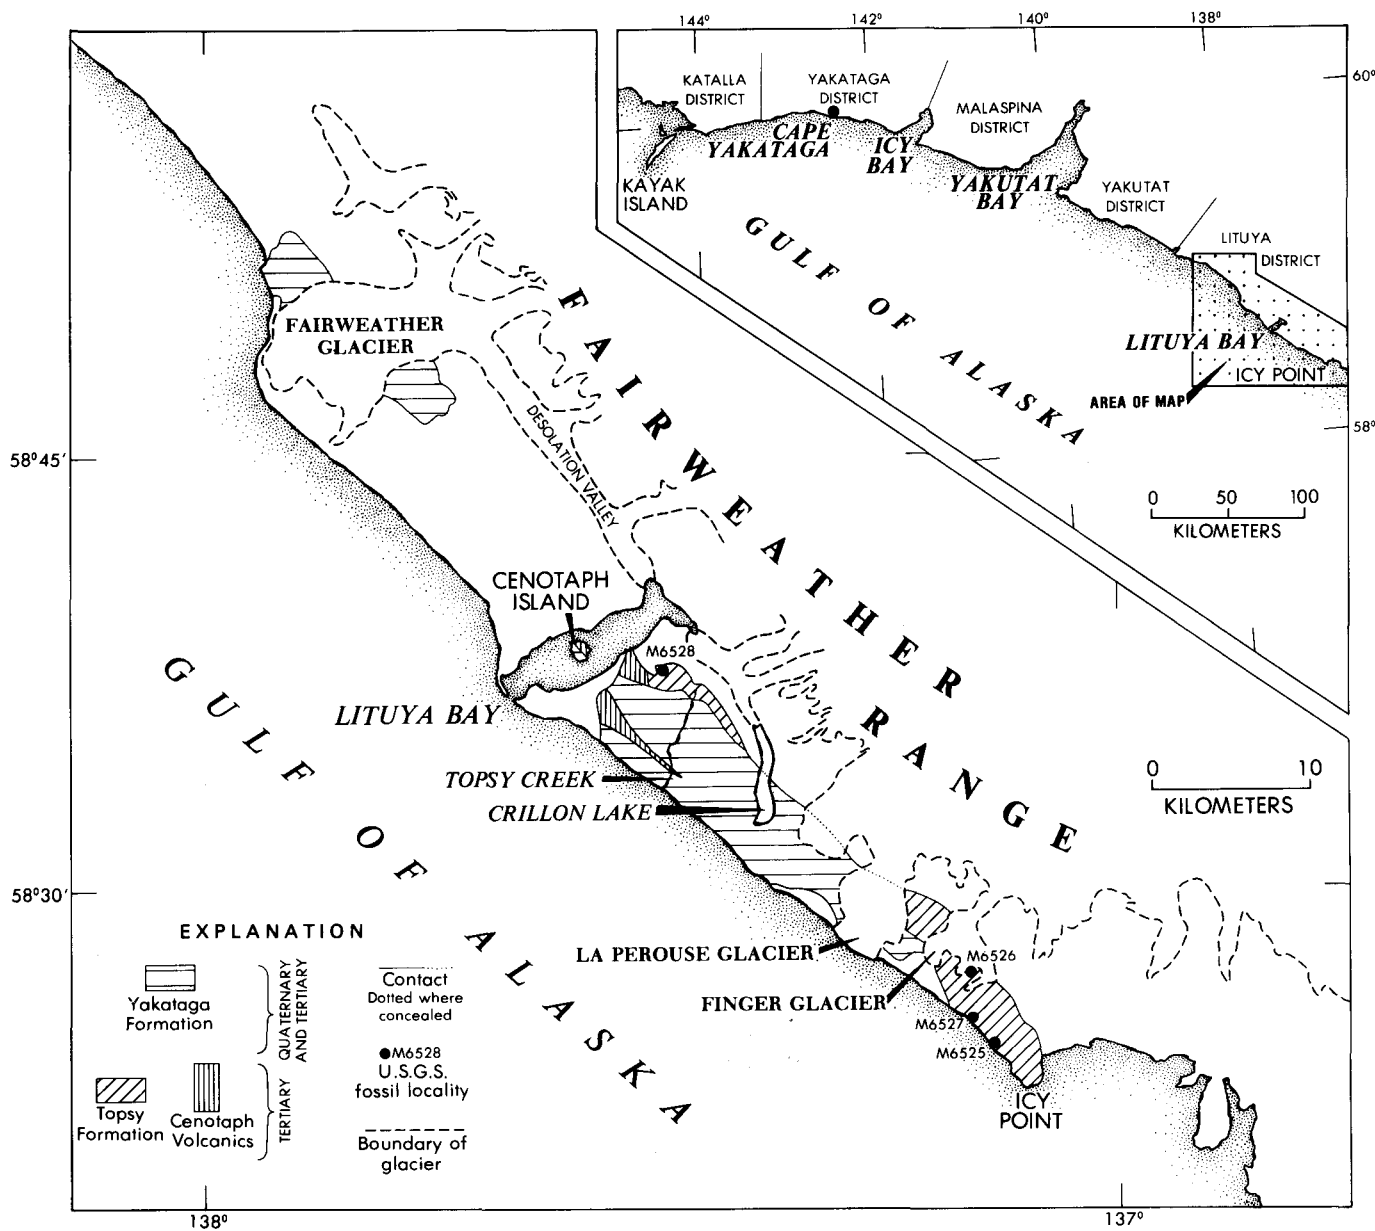 144°
142°
140°
138°
60°
KATALLA
DISTRICT
YAKATAGA
DISTRICT
MALASPINA
DISTRICT
CAPE
YAKATAGA
ICY
BAY
KAYAK
ISLAND
YAKUTAT
BAY
YAKUTAT
DISTRICT
LITUYA
DISTRICT
GULF OF ALASKA
LITUYA BAY
ICY POINT
AREA OF MAP
58°
0 50 100
KILOMETERS
FAIRWEATHER
GLACIER
FAIRWEATHER RANGE
DESOLATION VALLEY
58°45'
CENOTAPH
ISLAND
M6528
LITUYA BAY
TOPSY CREEK
CRILLON LAKE
0 10
KILOMETERS
GULF OF ALASKA
58°30'
LA PEROUSE GLACIER
M6526
FINGER GLACIER
M6527
M6525
ICY
POINT
EXPLANATION
Yakataga
Formation
QUATERNARY
AND TERTIARY
Topsy
Formation
Cenotaph
Volcanics
TERTIARY
Contact
Dotted where
concealed
M6528
U.S.G.S.
fossil locality
Boundary of
glacier
138°
137°